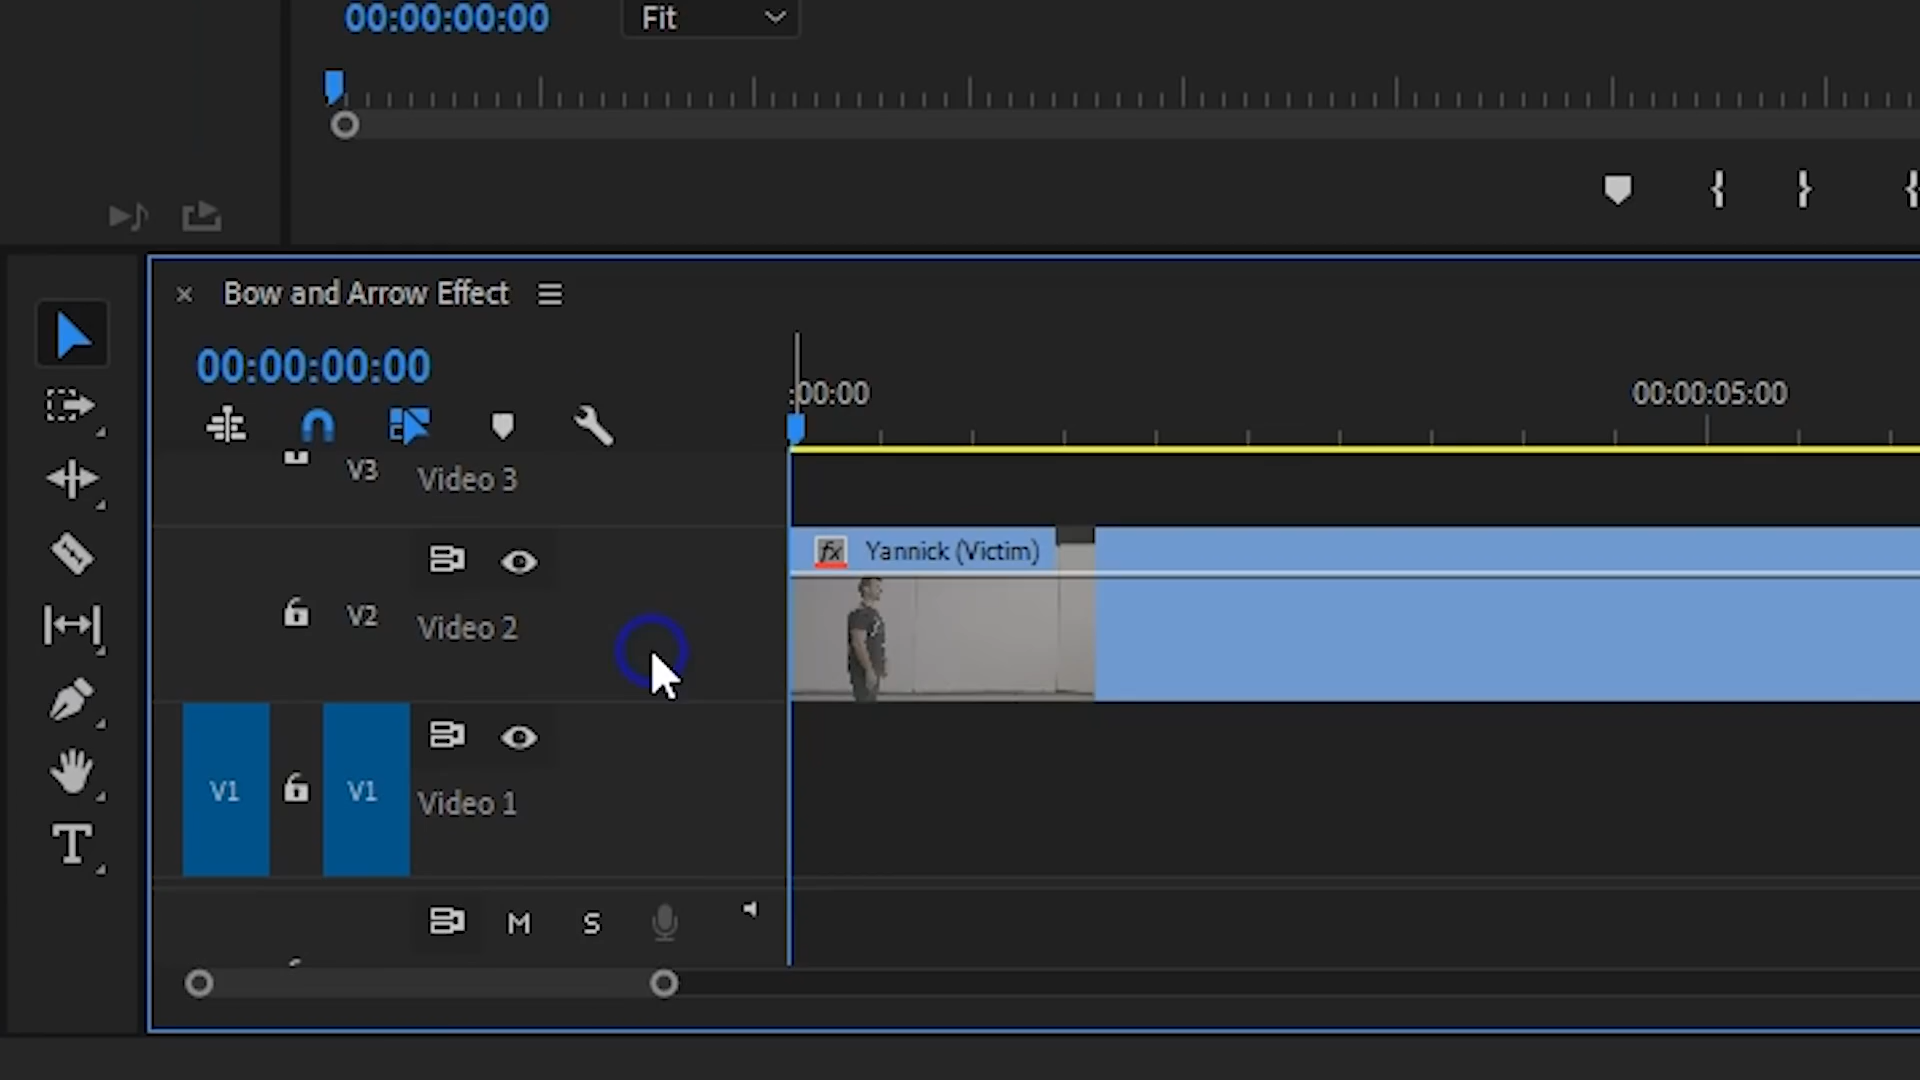 00:00:00:00
Fit
Bow and Arrow Effect
00:00:00:00
:00:00
00:00:05:00
V3
Video 3
fx
Yannick (Victim)
V2
Video 2
V1
V1
Video 1
T
M
S